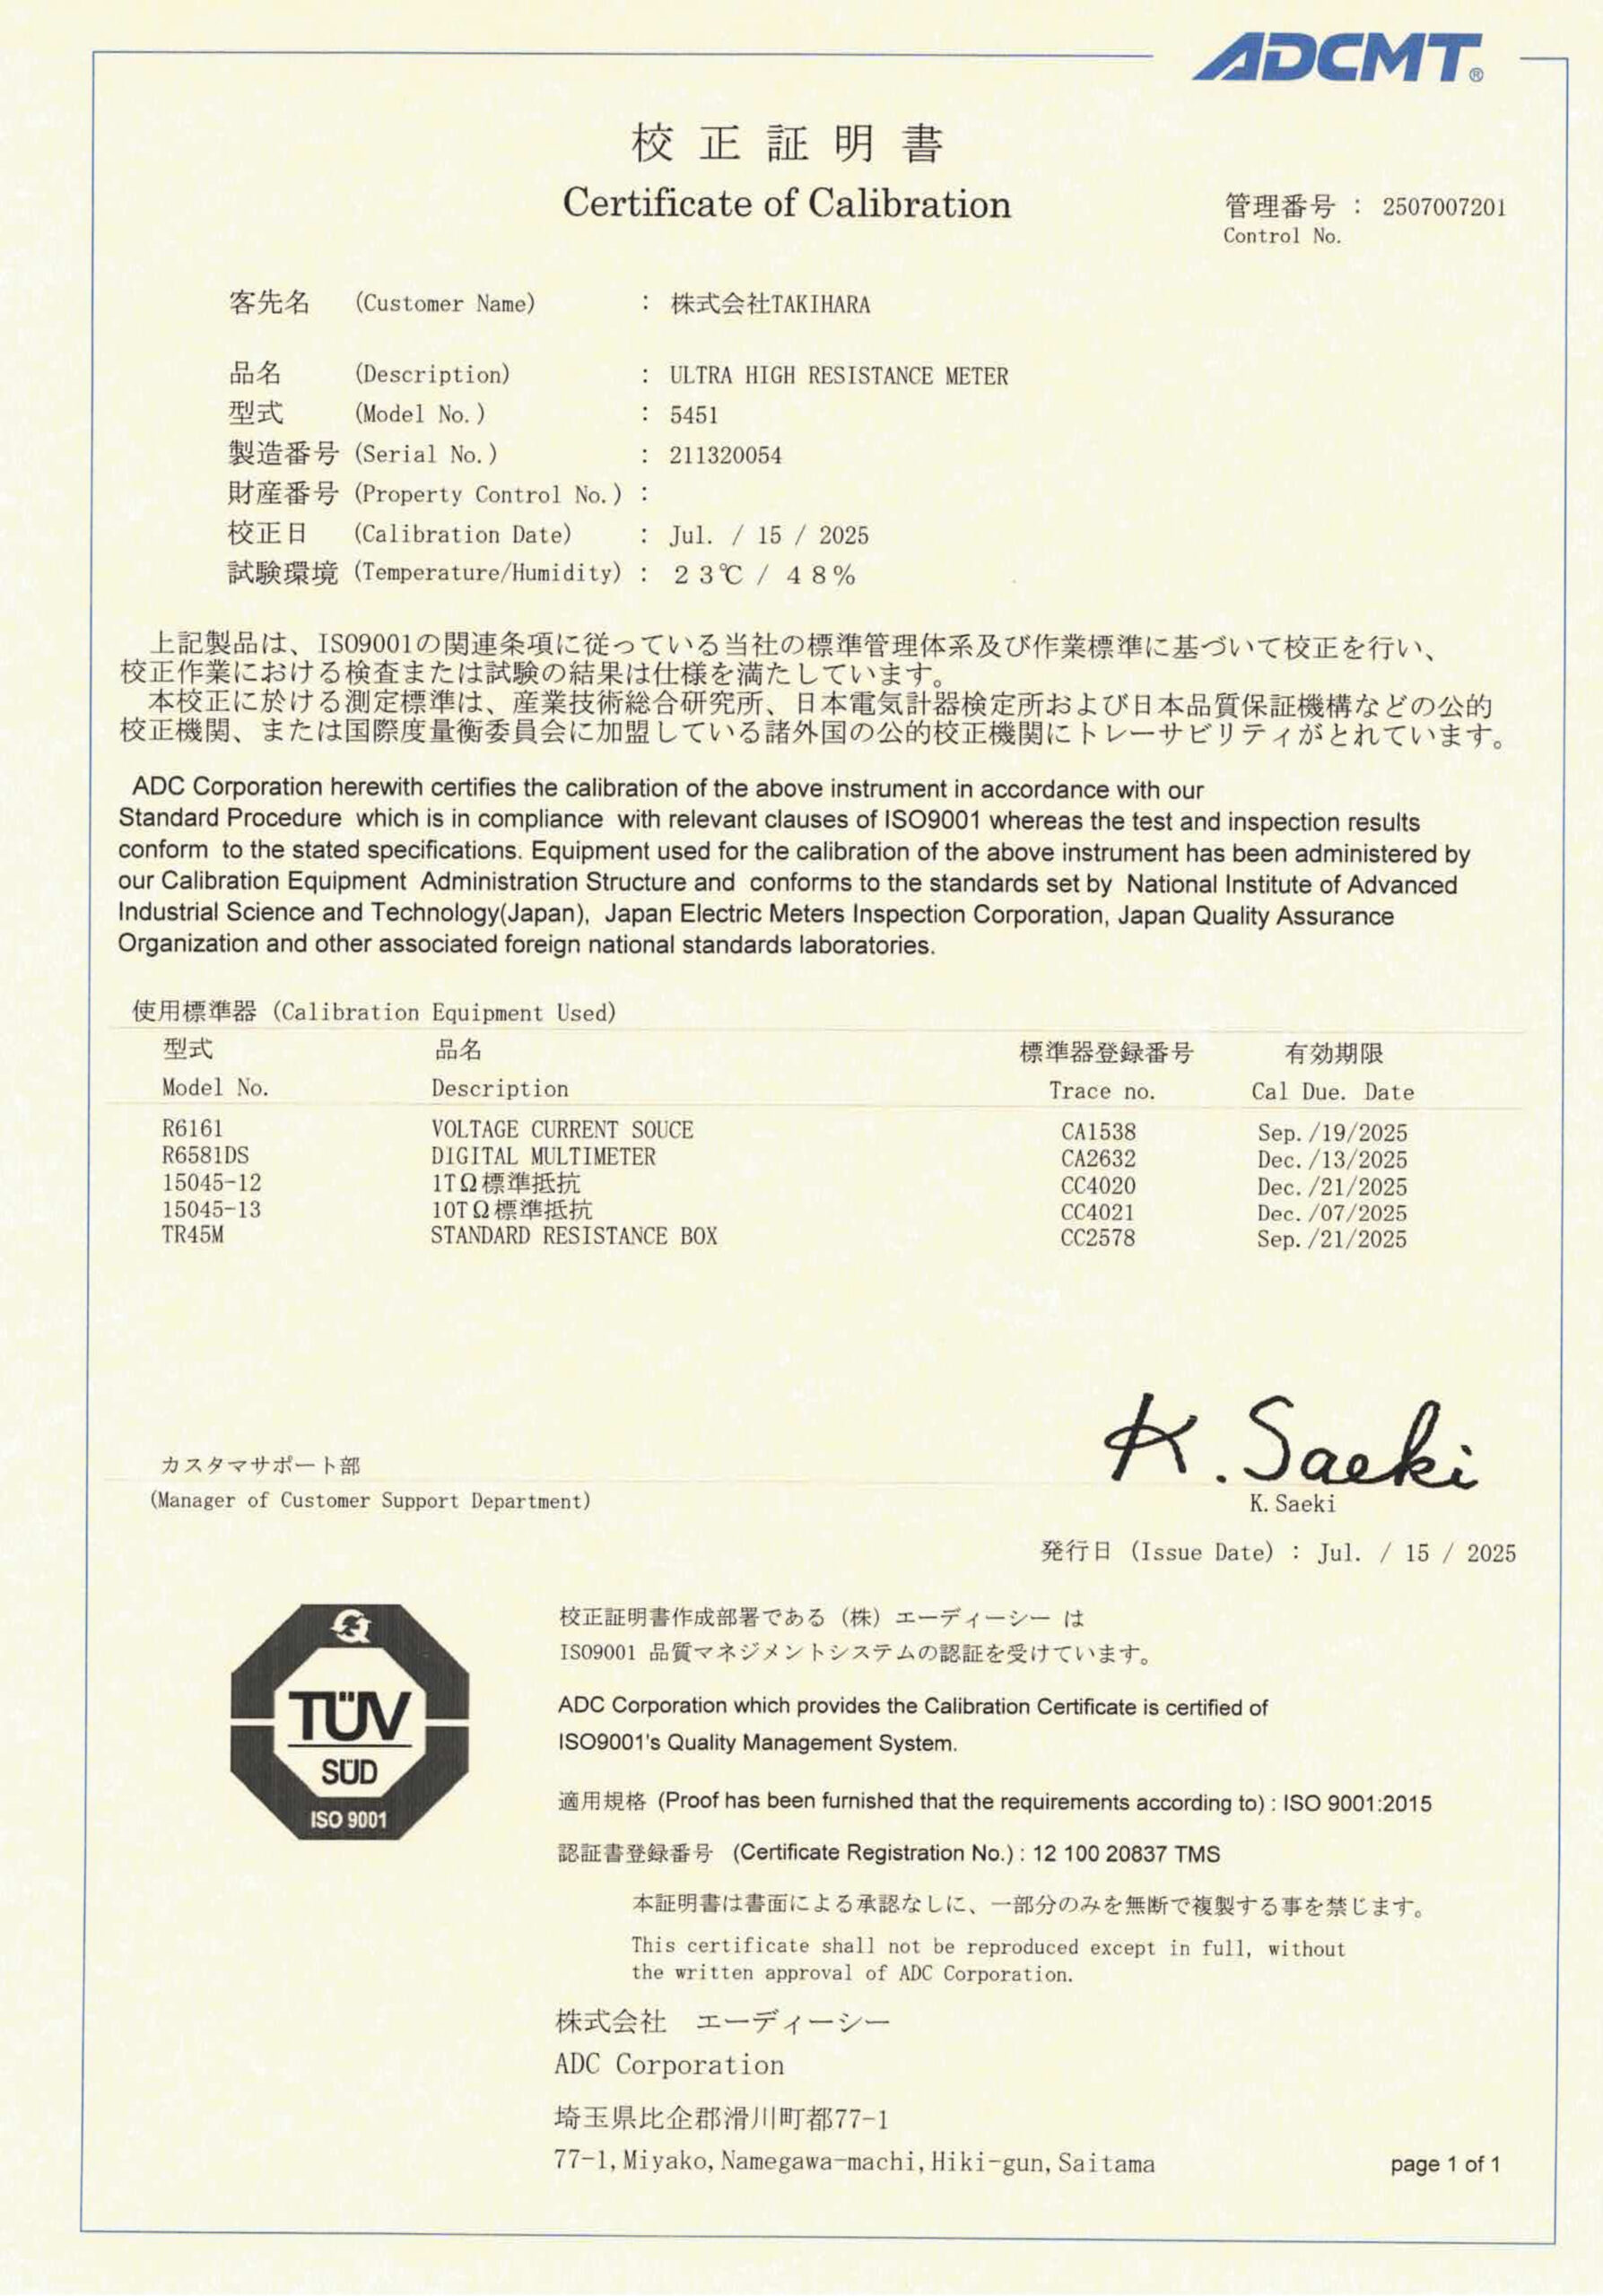 ADCMT®
校正証明書
Certificate of Calibration
管理番号 : 2507007201
Control No.
客先名 (Customer Name) : 株式会社TAKIHARA
品名 (Description) : ULTRA HIGH RESISTANCE METER
型式 (Model No.) : 5451
製造番号 (Serial No.) : 211320054
財産番号 (Property Control No.) :
校正日 (Calibration Date) : Jul. / 15 / 2025
試験環境 (Temperature/Humidity) : 23℃ / 48%
上記製品は、ISO9001の関連条項に従っている当社の標準管理体系及び作業標準に基づいて校正を行い、
校正作業における検査または試験の結果は仕様を満たしています。
本校正に於ける測定標準は、産業技術総合研究所、日本電気計器検定所および日本品質保証機構などの公的
校正機関、または国際度量衡委員会に加盟している諸外国の公的校正機関にトレーサビリティがとれています。
ADC Corporation herewith certifies the calibration of the above instrument in accordance with our
Standard Procedure which is in compliance with relevant clauses of ISO9001 whereas the test and inspection results
conform to the stated specifications. Equipment used for the calibration of the above instrument has been administered by
our Calibration Equipment Administration Structure and conforms to the standards set by National Institute of Advanced
Industrial Science and Technology(Japan), Japan Electric Meters Inspection Corporation, Japan Quality Assurance
Organization and other associated foreign national standards laboratories.
使用標準器 (Calibration Equipment Used)
型式 品名 標準器登録番号 有効期限
Model No. Description Trace no. Cal Due. Date
R6161 VOLTAGE CURRENT SOUCE CA1538 Sep./19/2025
R6581DS DIGITAL MULTIMETER CA2632 Dec./13/2025
15045-12 1TΩ標準抵抗 CC4020 Dec./21/2025
15045-13 10TΩ標準抵抗 CC4021 Dec./07/2025
TR45M STANDARD RESISTANCE BOX CC2578 Sep./21/2025
K. Saeki
カスタマサポート部
(Manager of Customer Support Department) K. Saeki
発行日 (Issue Date) : Jul. / 15 / 2025
TÜV
SÜD
ISO 9001
校正証明書作成部署である (株) エーディーシー は
ISO9001 品質マネジメントシステムの認証を受けています。
ADC Corporation which provides the Calibration Certificate is certified of
ISO9001's Quality Management System.
適用規格 (Proof has been furnished that the requirements according to) : ISO 9001:2015
認証書登録番号 (Certificate Registration No.) : 12 100 20837 TMS
本証明書は書面による承認なしに、一部分のみを無断で複製する事を禁じます。
This certificate shall not be reproduced except in full, without
the written approval of ADC Corporation.
株式会社 エーディーシー
ADC Corporation
埼玉県比企郡滑川町都77-1
77-1, Miyako, Namegawa-machi, Hiki-gun, Saitama
page 1 of 1